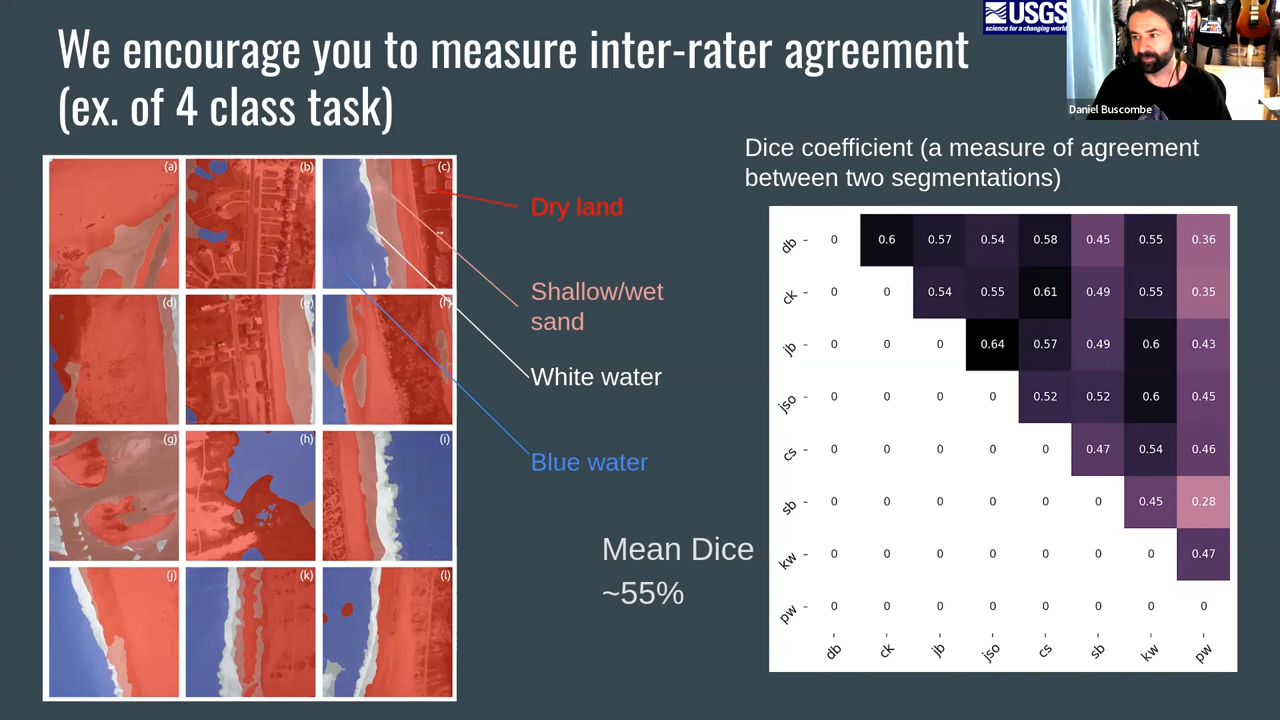 We encourage you to measure inter-rater agreement
(ex. of 4 class task)
USGS
science for a changing world
Daniel Buscombe
Dice coefficient (a measure of agreement
between two segmentations)
(a)
(b)
(c)
(d)
(e)
(f)
(g)
(h)
(i)
(j)
(k)
(l)
Dry land
Shallow/wet
sand
White water
Blue water
Mean Dice
~55%
db 0 0.6 0.57 0.54 0.58 0.45 0.55 0.36
ck 0 0 0.54 0.55 0.61 0.49 0.55 0.35
jb 0 0 0 0.64 0.57 0.49 0.6 0.43
jso 0 0 0 0 0.52 0.52 0.6 0.45
cs 0 0 0 0 0 0.47 0.54 0.46
sb 0 0 0 0 0 0 0.45 0.28
kw 0 0 0 0 0 0 0 0.47
pw 0 0 0 0 0 0 0 0
db ck jb jso cs sb kw pw